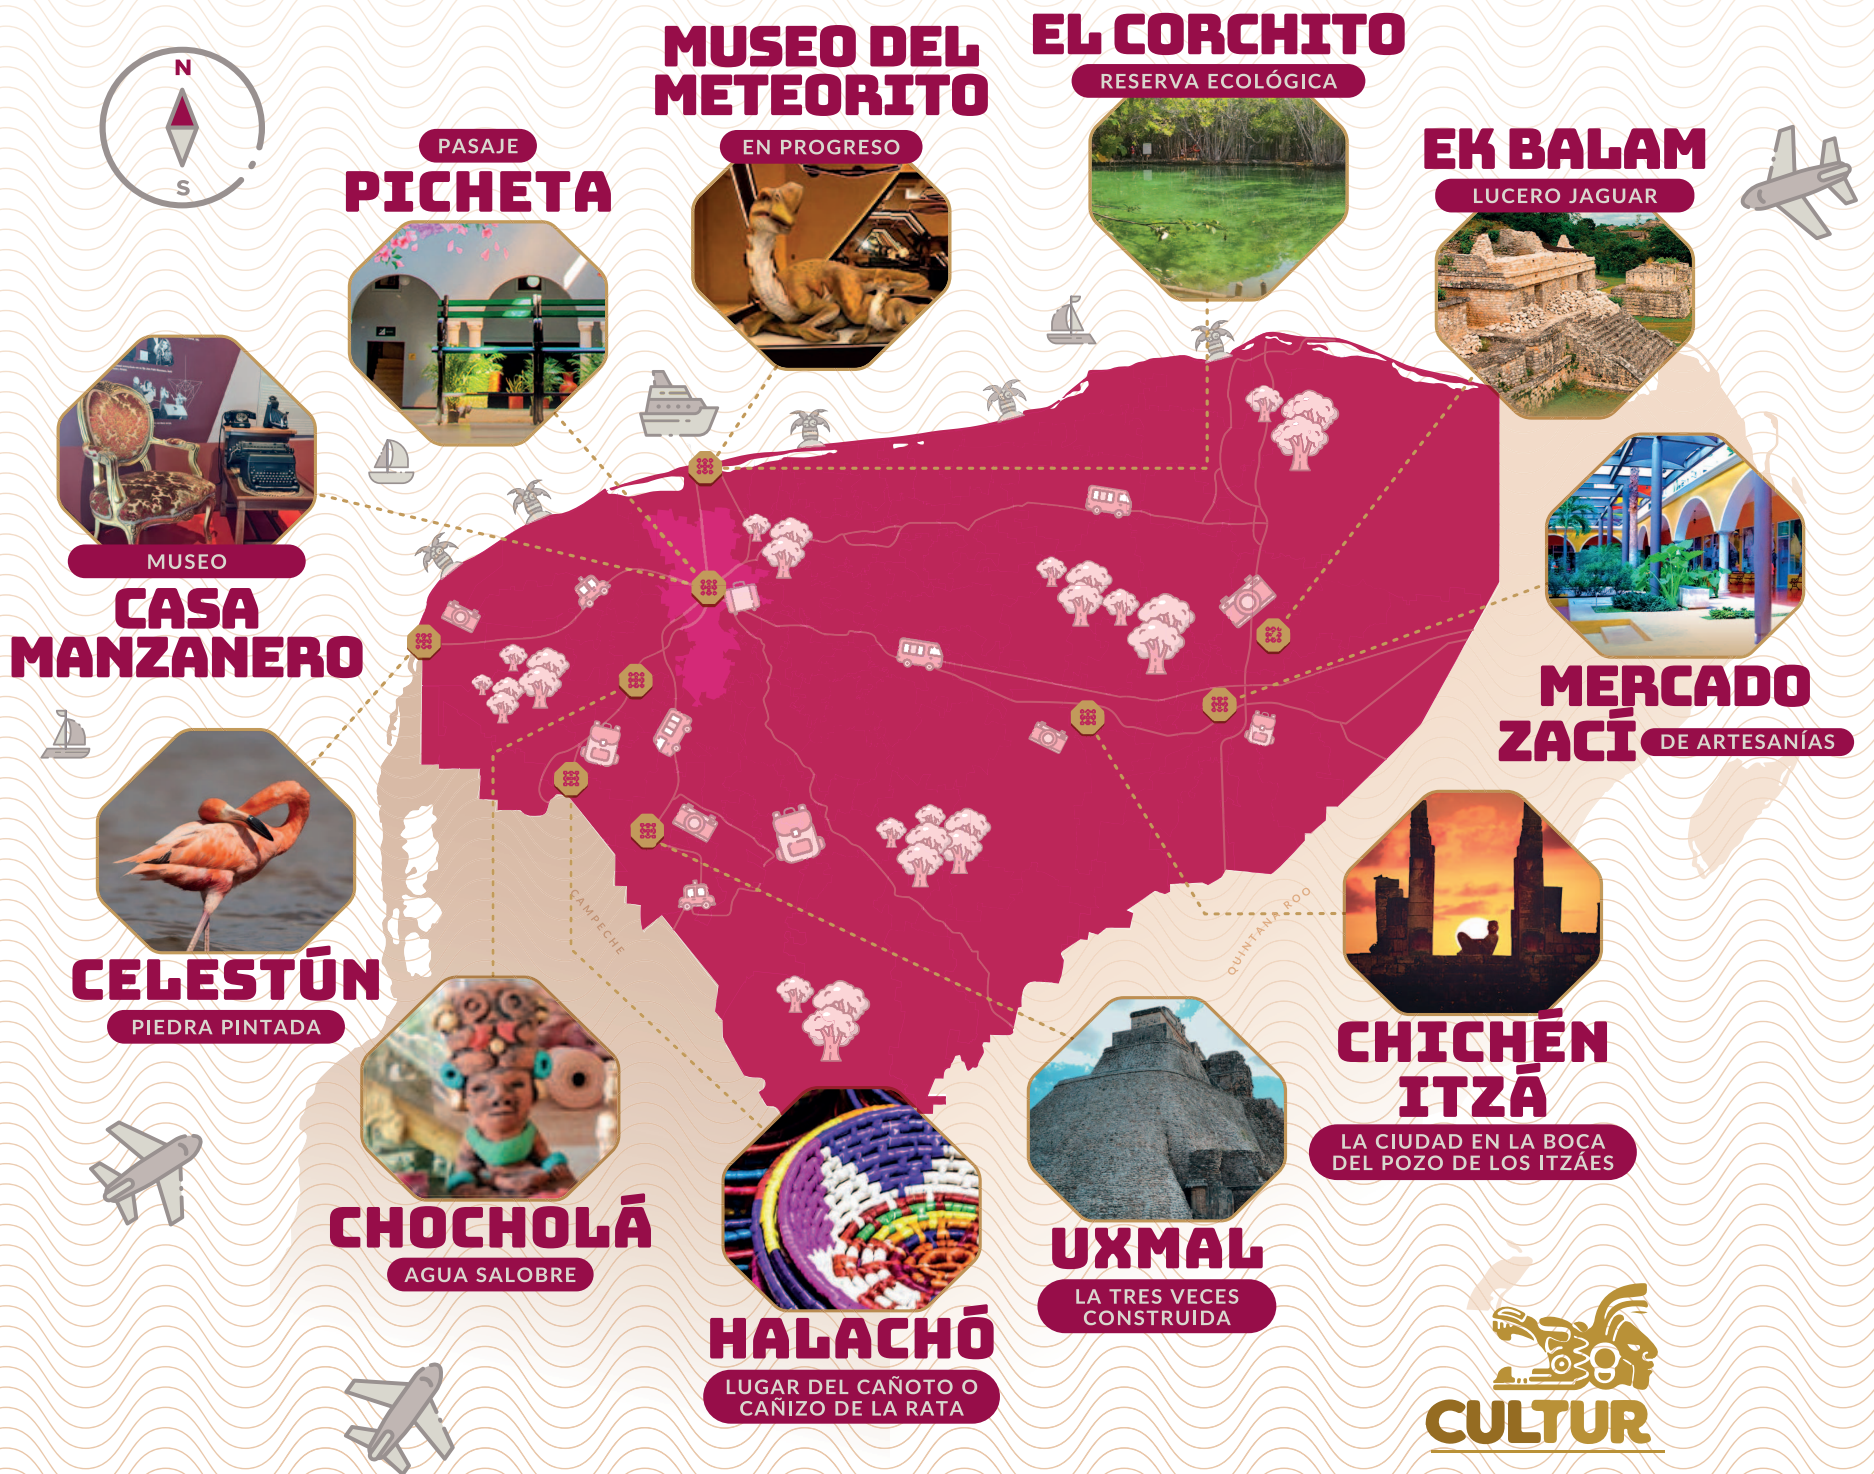 N
S
MUSEO DEL
METEORITO
EN PROGRESO
EL CORCHITO
RESERVA ECOLÓGICA
PASAJE
PICHETA
EK BALAM
LUCERO JAGUAR
MUSEO
CASA
MANZANERO
MERCADO
ZACÍ DE ARTESANÍAS
CELESTÚN
PIEDRA PINTADA
CAMPECHE
QUINTANA ROO
CHICHÉN
ITZÁ
LA CIUDAD EN LA BOCA
DEL POZO DE LOS ITZÁES
CHOCHOLÁ
AGUA SALOBRE
UXMAL
LA TRES VECES
CONSTRUIDA
HALACHÓ
LUGAR DEL CAÑOTO O
CAÑIZO DE LA RATA
CULTUR